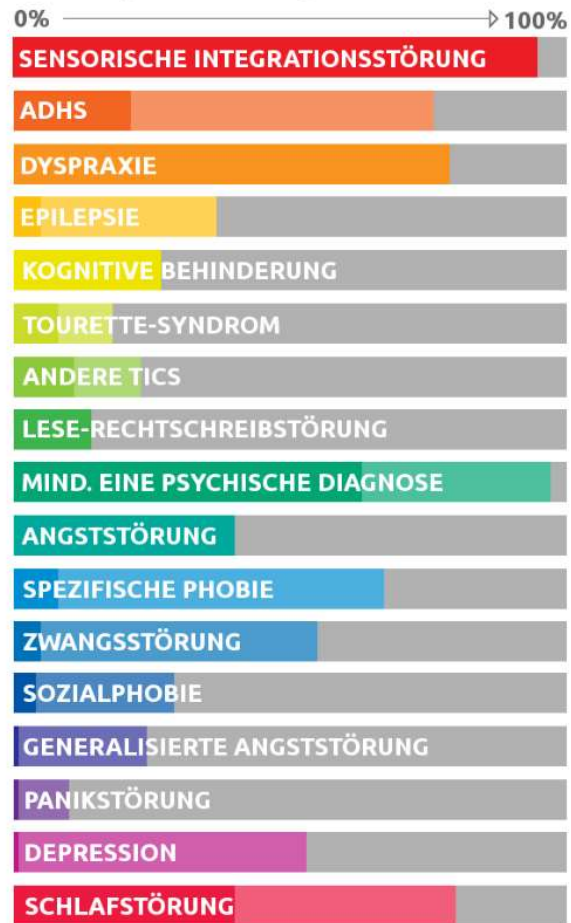 0% 100%
SENSORISCHE INTEGRATIONSSTÖRUNG
ADHS
DYSPRAXIE
EPILEPSIE
KOGNITIVE BEHINDERUNG
TOURETTE-SYNDROM
ANDERE TICS
LESE-RECHTSCHREIBSTÖRUNG
MIND. EINE PSYCHISCHE DIAGNOSE
ANGSTSTÖRUNG
SPEZIFISCHE PHOBIE
ZWANGSSTÖRUNG
SOZIALPHOBIE
GENERALISIERTE ANGSTSTÖRUNG
PANIKSTÖRUNG
DEPRESSION
SCHLAFSTÖRUNG